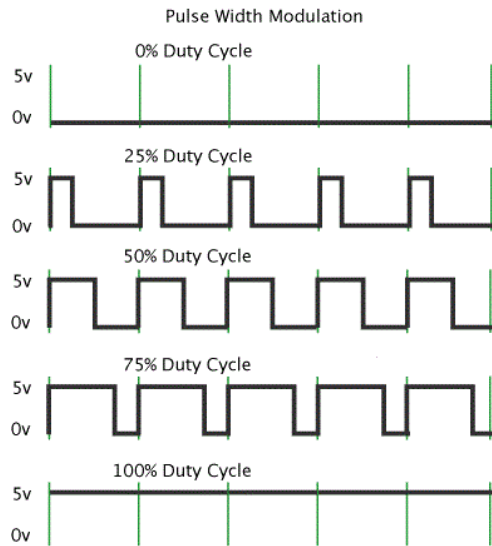 Pulse Width Modulation
0% Duty Cycle
5v
0v
25% Duty Cycle
5v
0v
50% Duty Cycle
5v
0v
75% Duty Cycle
5v
0v
100% Duty Cycle
5v
0v